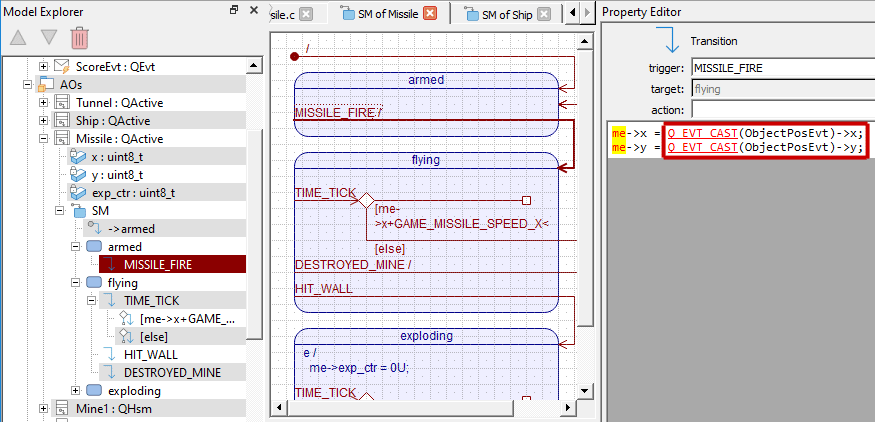 Model Explorer
ScoreEvt : QEvt
AOs
Tunnel : QActive
Ship : QActive
Missile : QActive
x : uint8_t
y : uint8_t
exp_ctr : uint8_t
SM
->armed
armed
MISSILE_FIRE
flying
TIME_TICK
[me->x+GAME_...
[else]
HIT_WALL
DESTROYED_MINE
exploding
Mine1 : QHsm
sile.c
SM of Missile
SM of Ship
/
armed
MISSILE_FIRE /
flying
TIME_TICK
[me-
>x+GAME_MISSILE_SPEED_X<
[else]
DESTROYED_MINE /
HIT_WALL
exploding
e /
me->exp_ctr = 0U;
TIME_TICK
Property Editor
Transition
trigger: MISSILE_FIRE
target: flying
action:
me->x = Q_EVT_CAST(ObjectPosEvt)->x;
me->y = Q_EVT_CAST(ObjectPosEvt)->y;